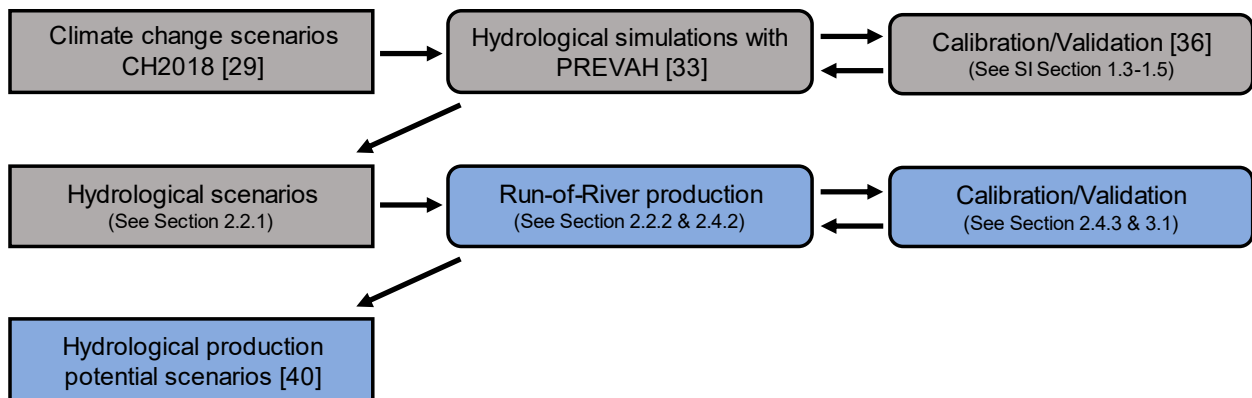 Climate change scenarios
CH2018 [29]
Hydrological simulations with
PREVAH [33]
Calibration/Validation [36]
(See SI Section 1.3-1.5)
Hydrological scenarios
(See Section 2.2.1)
Run-of-River production
(See Section 2.2.2 & 2.4.2)
Calibration/Validation
(See Section 2.4.3 & 3.1)
Hydrological production
potential scenarios [40]